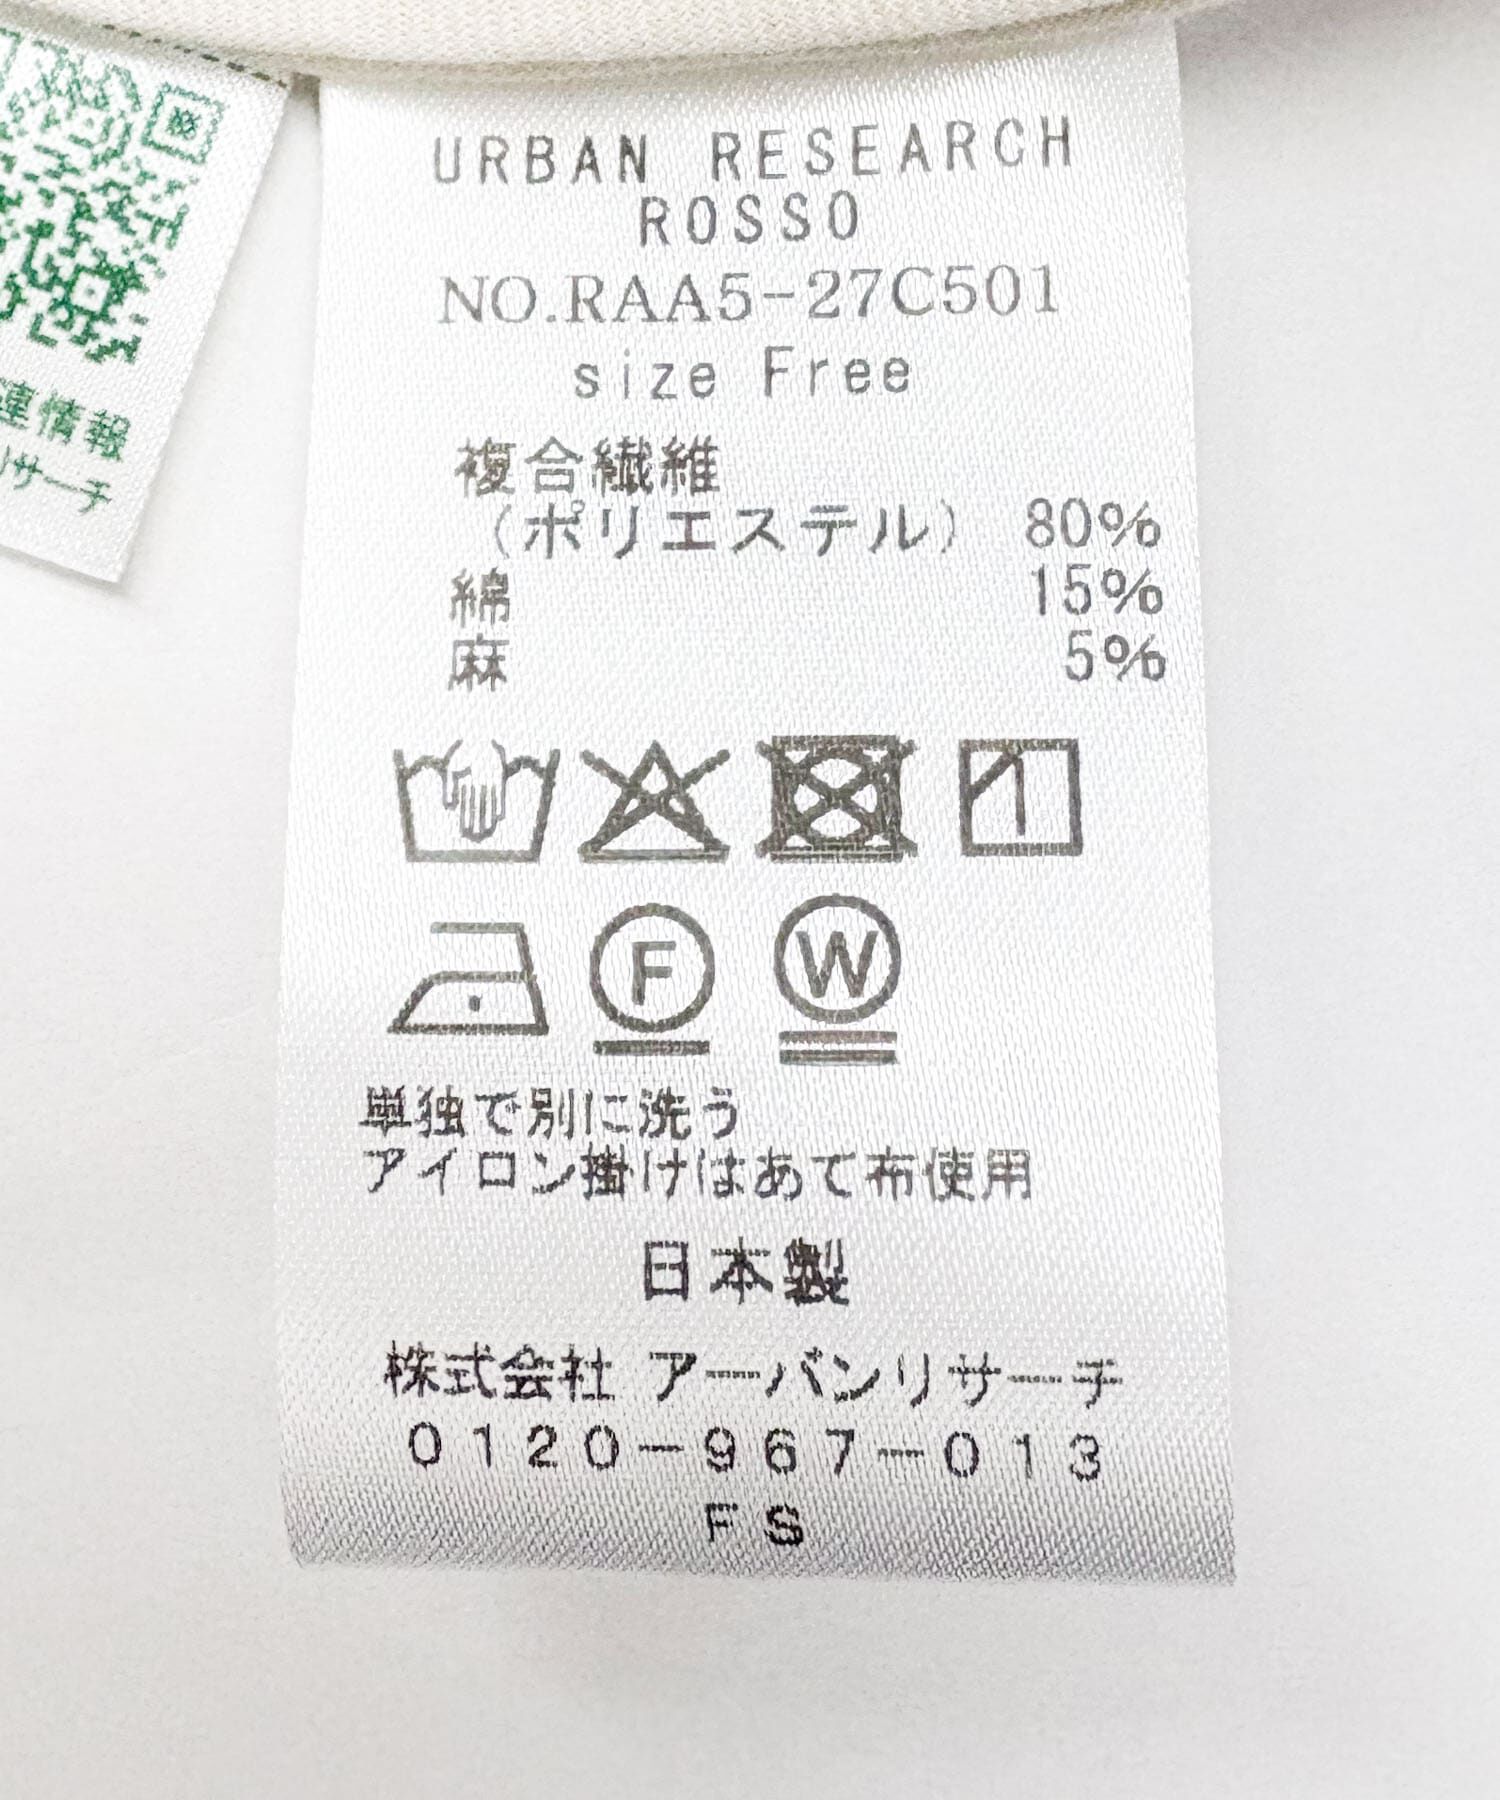 連情報
リサーチ
URBAN RESEARCH
ROSSO
NO.RAA5-27C501
size Free
複合繊維
(ポリエステル) 80%
綿 15%
麻 5%
F
W
単独で別に洗う
アイロン掛けはあて布使用
日本製
株式会社 アーバンリサーチ
0120-967-013
FS